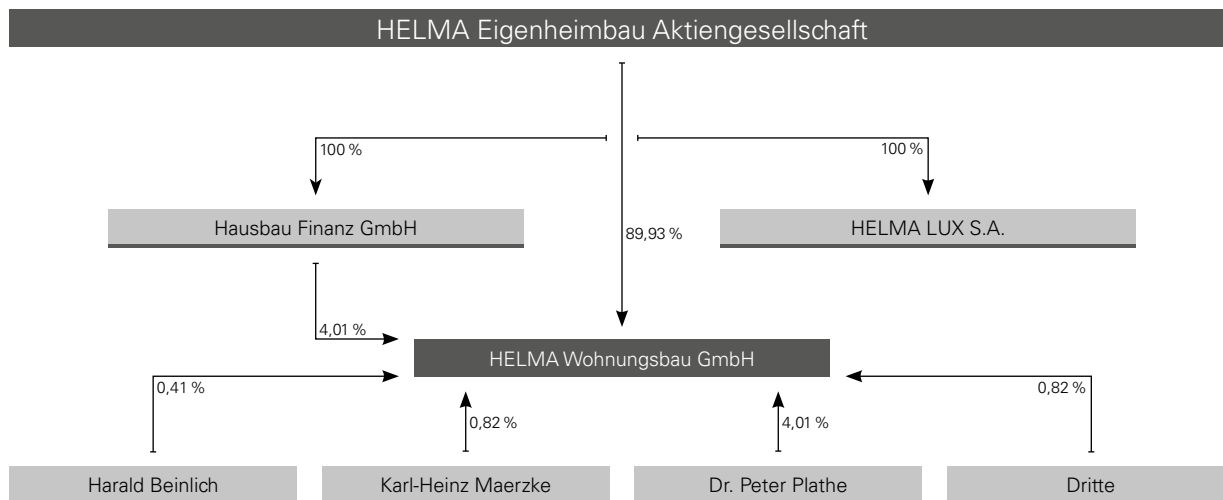 HELMA Eigenheimbau Aktiengesellschaft
100 %
100 %
Hausbau Finanz GmbH
HELMA LUX S.A.
89,93 %
4,01 %
HELMA Wohnungsbau GmbH
0,41 %
0,82 %
4,01 %
0,82 %
Harald Beinlich
Karl-Heinz Maerzke
Dr. Peter Plathe
Dritte